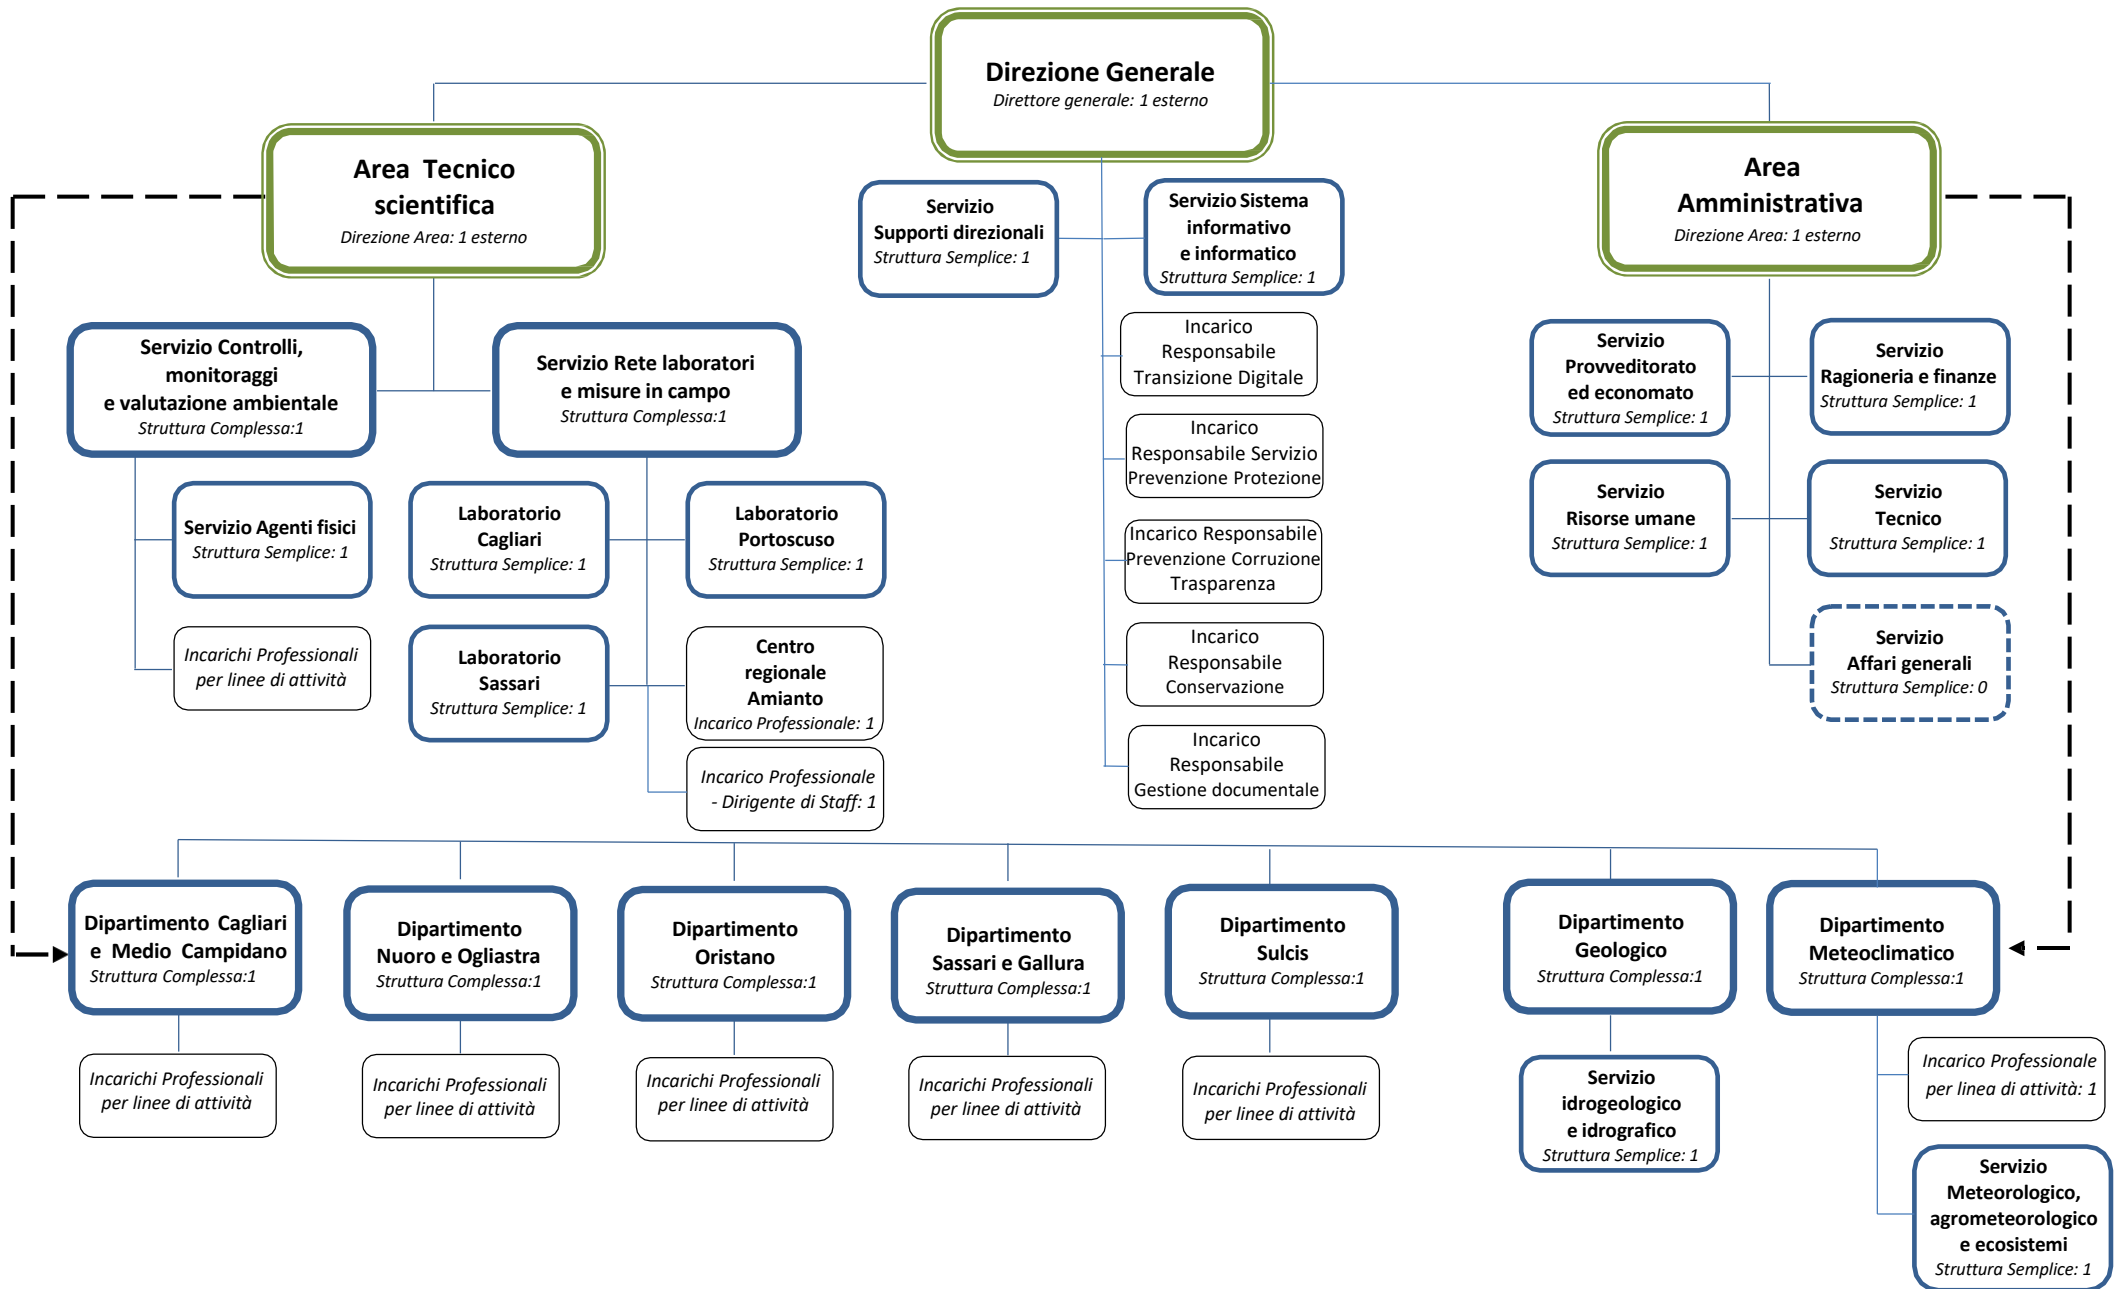 Direzione Generale
Direttore generale: 1 esterno
Area Tecnico
scientifica
Direzione Area: 1 esterno
Area
Amministrativa
Direzione Area: 1 esterno
Servizio
Supporti direzionali
Struttura Semplice: 1
Servizio Sistema
informativo
e informatico
Struttura Semplice: 1
Servizio Controlli,
monitoraggi
e valutazione ambientale
Struttura Complessa:1
Servizio Rete laboratori
e misure in campo
Struttura Complessa:1
Incarico
Responsabile
Transizione Digitale
Servizio
Provveditorato
ed economato
Struttura Semplice: 1
Servizio
Ragioneria e finanze
Struttura Semplice: 1
Incarico
Responsabile Servizio
Prevenzione Protezione
Servizio Agenti fisici
Struttura Semplice: 1
Laboratorio
Cagliari
Struttura Semplice: 1
Laboratorio
Portoscuso
Struttura Semplice: 1
Servizio
Risorse umane
Struttura Semplice: 1
Servizio
Tecnico
Struttura Semplice: 1
Incarico Responsabile
Prevenzione Corruzione
Trasparenza
Incarichi Professionali
per linee di attività
Laboratorio
Sassari
Struttura Semplice: 1
Centro
regionale
Amianto
Incarico Professionale: 1
Incarico
Responsabile
Conservazione
Servizio
Affari generali
Struttura Semplice: 0
Incarico Professionale
- Dirigente di Staff: 1
Incarico
Responsabile
Gestione documentale
Dipartimento Cagliari
e Medio Campidano
Struttura Complessa:1
Dipartimento
Nuoro e Ogliastra
Struttura Complessa:1
Dipartimento
Oristano
Struttura Complessa:1
Dipartimento
Sassari e Gallura
Struttura Complessa:1
Dipartimento
Sulcis
Struttura Complessa:1
Dipartimento
Geologico
Struttura Complessa:1
Dipartimento
Meteoclimatico
Struttura Complessa:1
Incarichi Professionali
per linee di attività
Incarichi Professionali
per linee di attività
Incarichi Professionali
per linee di attività
Incarichi Professionali
per linee di attività
Incarichi Professionali
per linee di attività
Servizio
idrogeologico
e idrografico
Struttura Semplice: 1
Incarico Professionale
per linea di attività: 1
Servizio
Meteorologico,
agrometeorologico
e ecosistemi
Struttura Semplice: 1